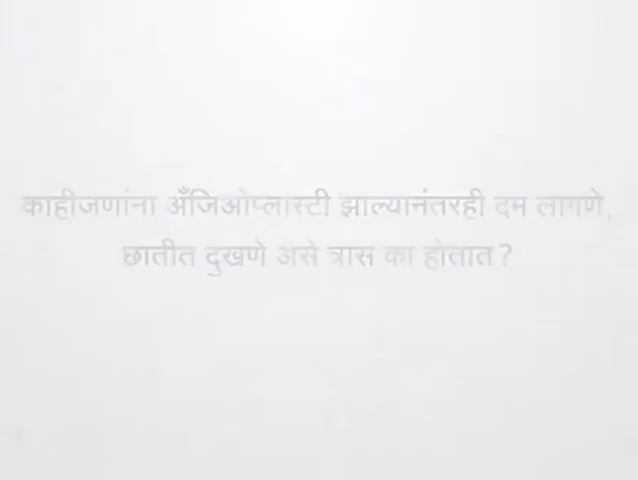 काहीजणांना अँजिओप्लास्टी झाल्यानंतरही दम लागणे,
छातीत दुखणे असे त्रास का होतात ?